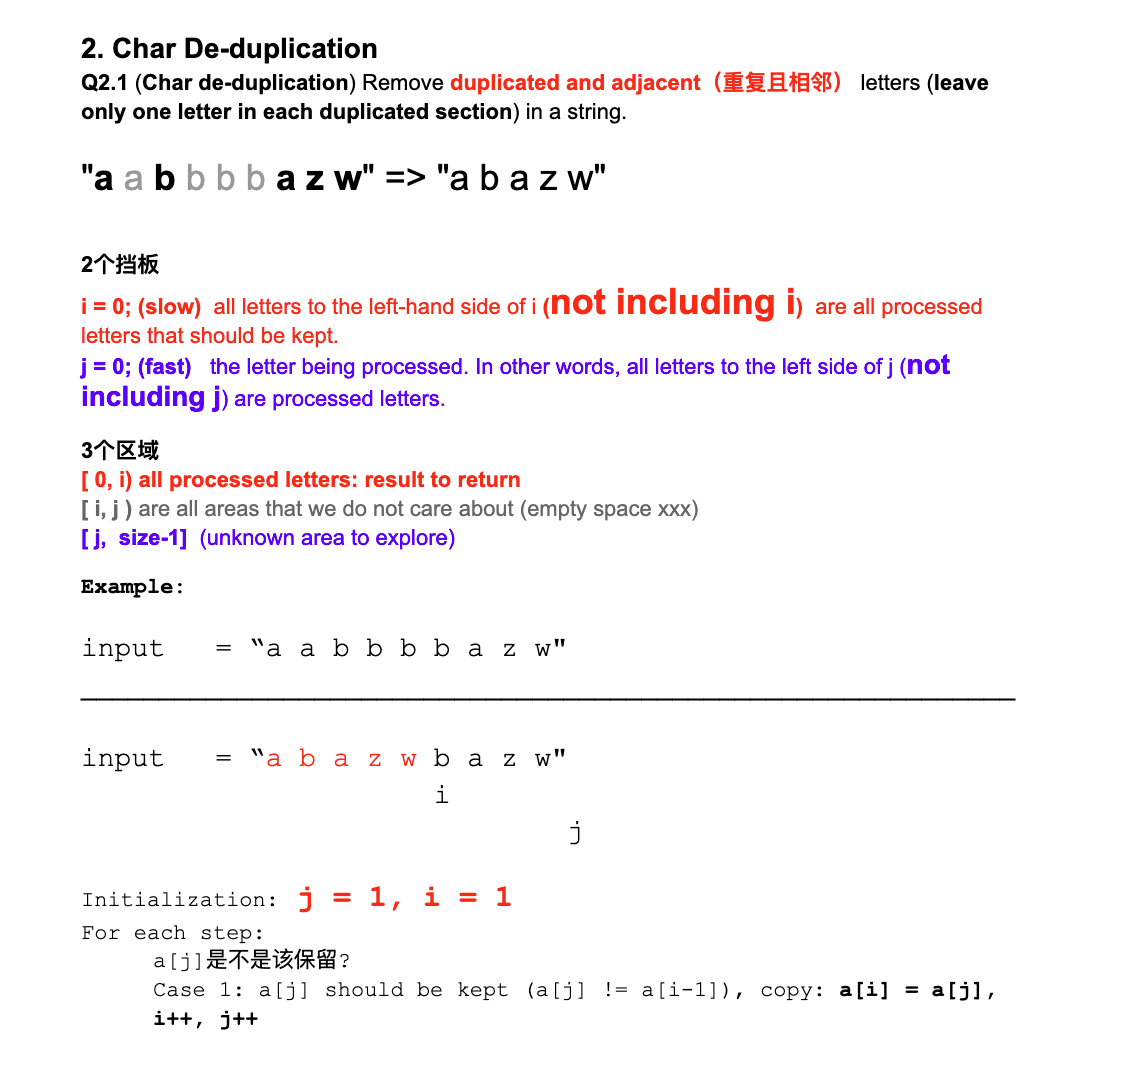 2. Char De-duplication
Q2.1 (Char de-duplication) Remove duplicated and adjacent（重复且相邻） letters (leave
only one letter in each duplicated section) in a string.
"a a b b b b a z w" => "a b a z w"
2个挡板
i = 0; (slow) all letters to the left-hand side of i (not including i) are all processed
letters that should be kept.
j = 0; (fast) the letter being processed. In other words, all letters to the left side of j (not
including j) are processed letters.
3个区域
[ 0, i) all processed letters: result to return
[ i, j ) are all areas that we do not care about (empty space xxx)
[ j, size-1] (unknown area to explore)
Example:
input = “a a b b b b a z w"
input = “a b a z w b a z w"
i
j
Initialization: j = 1, i = 1
For each step:
a[j]是不是该保留?
Case 1: a[j] should be kept (a[j] != a[i-1]), copy: a[i] = a[j],
i++, j++